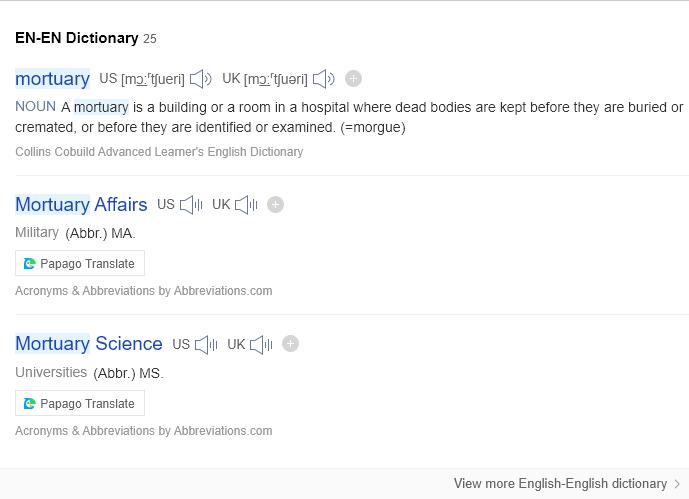 EN-EN Dictionary 25
mortuary US [mɔːʳtʃueri] UK [mɔːʳtʃuəri]
NOUN A mortuary is a building or a room in a hospital where dead bodies are kept before they are buried or
cremated, or before they are identified or examined. (=morgue)
Collins Cobuild Advanced Learner's English Dictionary
Mortuary Affairs US UK
Military (Abbr.) MA.
Papago Translate
Acronyms & Abbreviations by Abbreviations.com
Mortuary Science US UK
Universities (Abbr.) MS.
Papago Translate
Acronyms & Abbreviations by Abbreviations.com
View more English-English dictionary